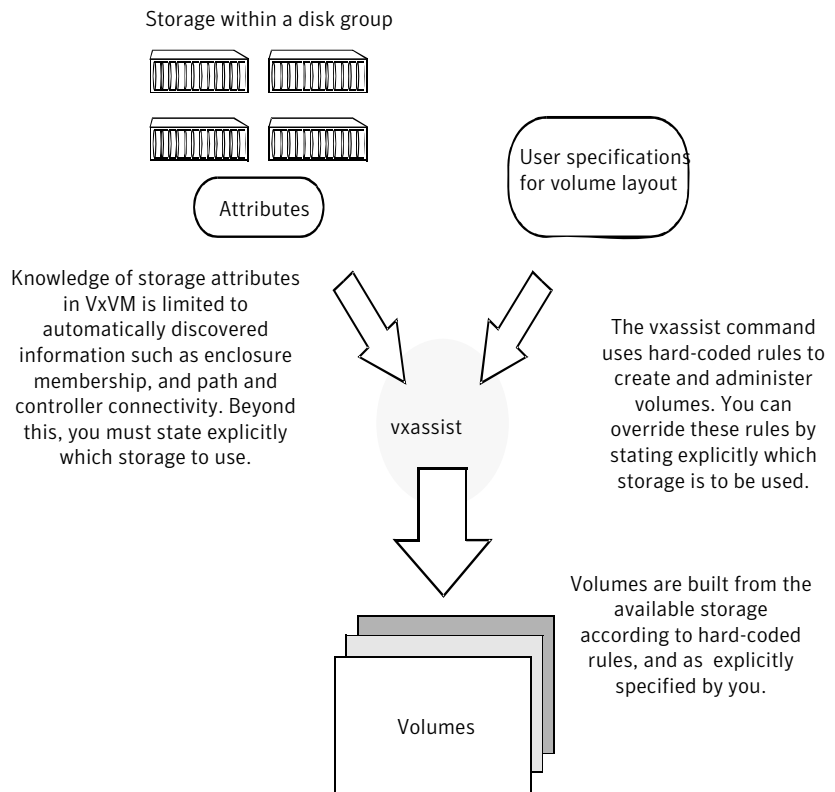 Storage within a disk group
Attributes
User specifications
for volume layout
Knowledge of storage attributes
in VxVM is limited to
automatically discovered
information such as enclosure
membership, and path and
controller connectivity. Beyond
this, you must state explicitly
which storage to use.
vxassist
The vxassist command
uses hard-coded rules to
create and administer
volumes. You can
override these rules by
stating explicitly which
storage is to be used.
Volumes are built from the
available storage
according to hard-coded
rules, and as explicitly
specified by you.
Volumes